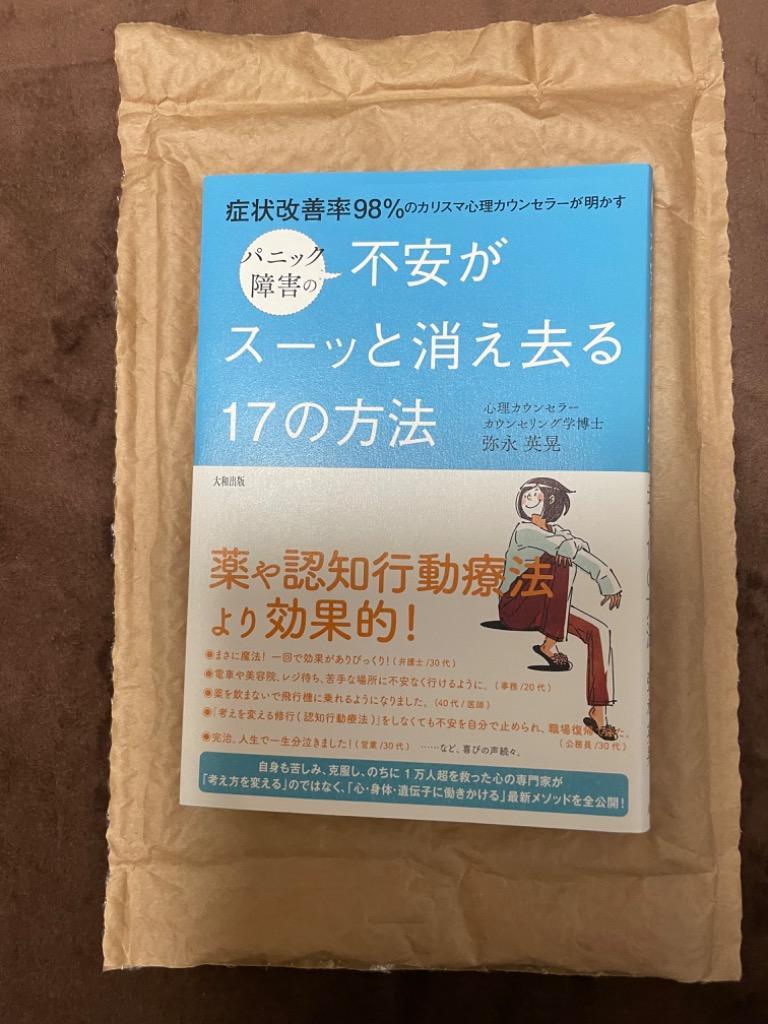 症状改善率98%のカリスマ心理カウンセラーが明かす
パニック
障害の
不安が
スーッと消え去る
17の方法
心理カウンセラー
カウンセリング学博士
弥永 英晃
大和出版
薬や認知行動療法
より効果的!
●まさに魔法! 一回で効果がありびっくり!(弁護士/30代)
●電車や美容院、レジ待ち、苦手な場所に不安なく行けるように。(事務/20代)
●薬を飲まないで飛行機に乗れるようになりました。(40代/医師)
●「考えを変える修行(認知行動療法)」をしなくても不安を自分で止められ、職場復帰
(公務員/30代)
●完治。人生で一生分泣きました!(営業/30代) ……など、喜びの声続々。
自身も苦しみ、克服し、のちに1万人超を救った心の専門家が
「考え方を変える」のではなく、「心・身体・遺伝子に働きかける」最新メソッドを全公開!